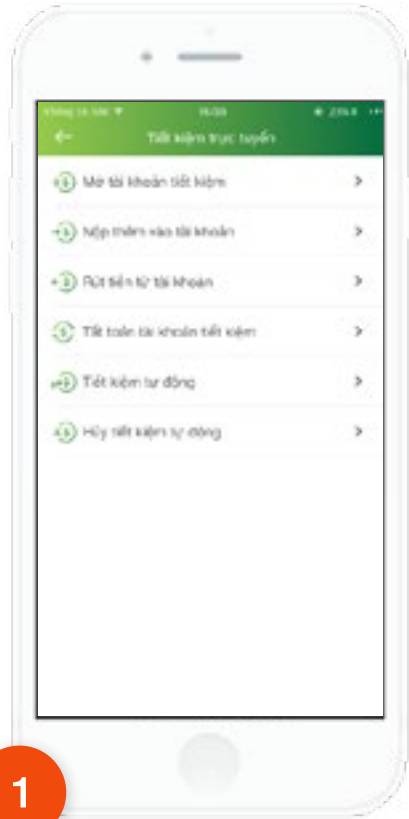 Tiết kiệm trực tuyến
Mở tài khoản tiết kiệm
Nộp thêm vào tài khoản
Rút tiền từ tài khoản
Tất toán tài khoản tiết kiệm
Tiết kiệm tự động
Hủy tiết kiệm tự động
1